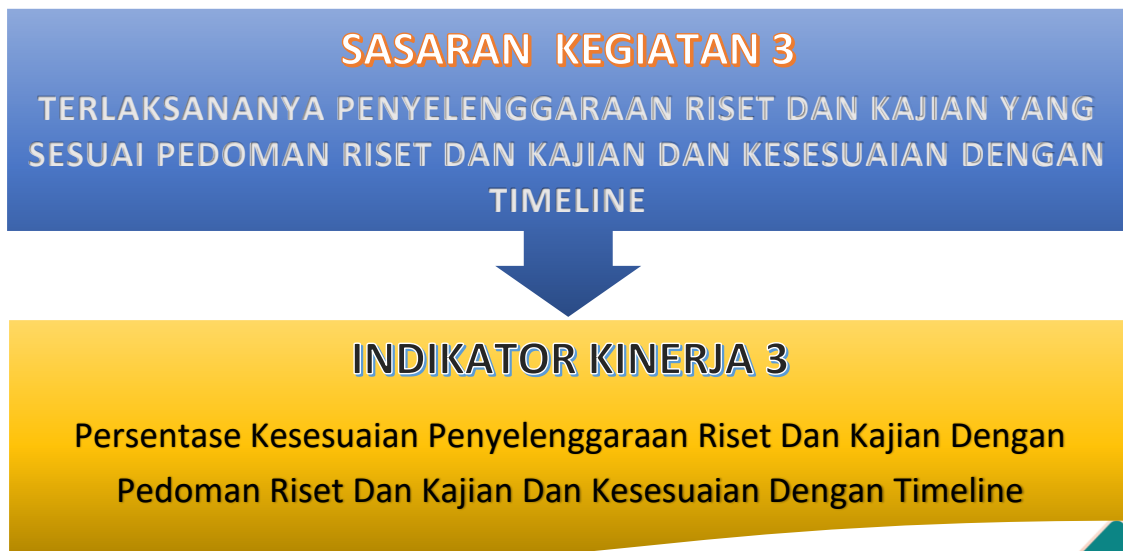 SASARAN KEGIATAN 3
TERLAKSANANYA PENYELENGGARAAN RISET DAN KAJIAN YANG
SESUAI PEDOMAN RISET DAN KAJIAN DAN KESESUAIAN DENGAN
TIMELINE
INDIKATOR KINERJA 3
Persentase Kesesuaian Penyelenggaraan Riset Dan Kajian Dengan
Pedoman Riset Dan Kajian Dan Kesesuaian Dengan Timeline